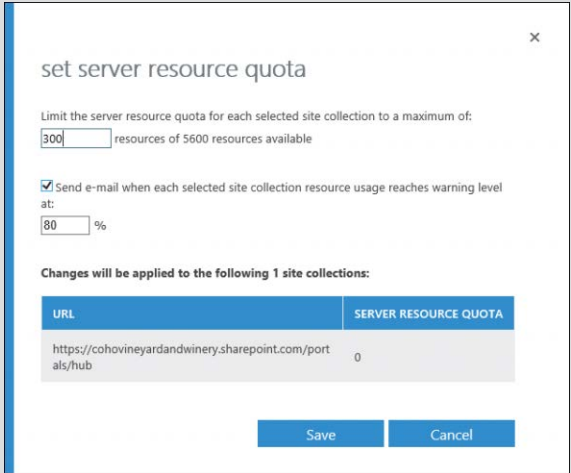 ×
set server resource quota
Limit the server resource quota for each selected site collection to a maximum of:
300 resources of 5600 resources available
Send e-mail when each selected site collection resource usage reaches warning level
at:
80 %
Changes will be applied to the following 1 site collections:
URL SERVER RESOURCE QUOTA
https://cohovineyardandwinery.sharepoint.com/port
als/hub 0
Save Cancel